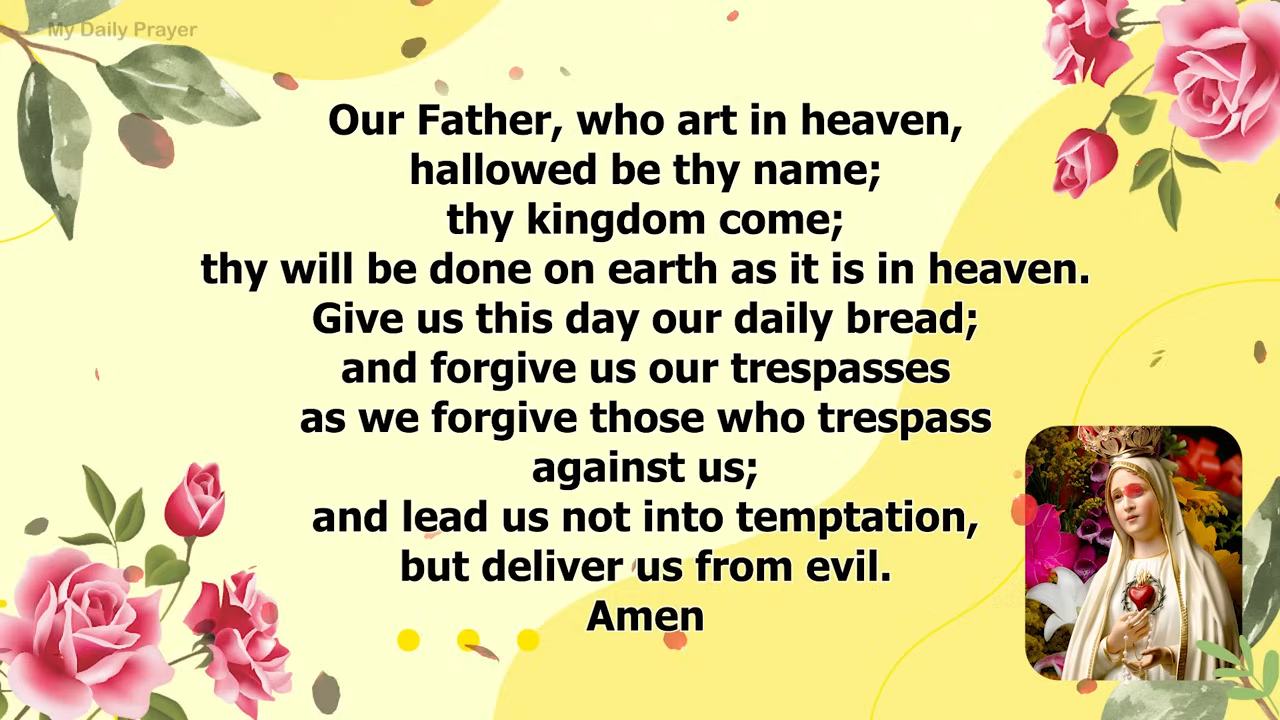 My Daily Prayer
Our Father, who art in heaven,
hallowed be thy name;
thy kingdom come;
thy will be done on earth as it is in heaven.
Give us this day our daily bread;
and forgive us our trespasses
as we forgive those who trespass
against us;
and lead us not into temptation,
but deliver us from evil.
Amen